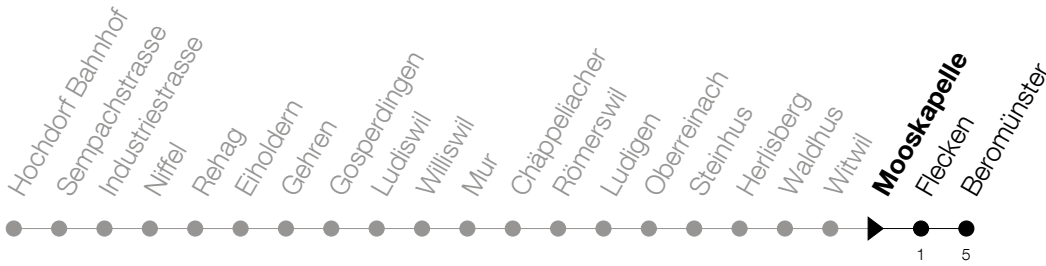 Hochdorf Bahnhof
Sempachstrasse
Industriestrasse
Niffel
Rehag
Eiholdern
Gehren
Gosperdingen
Ludiswil
Williswil
Mur
Chäppeliacher
Römerswil
Ludigen
Oberreinach
Steinhus
Herlisberg
Waldhus
Witwil
Mooskapelle
Flecken
Beromünster
1
5